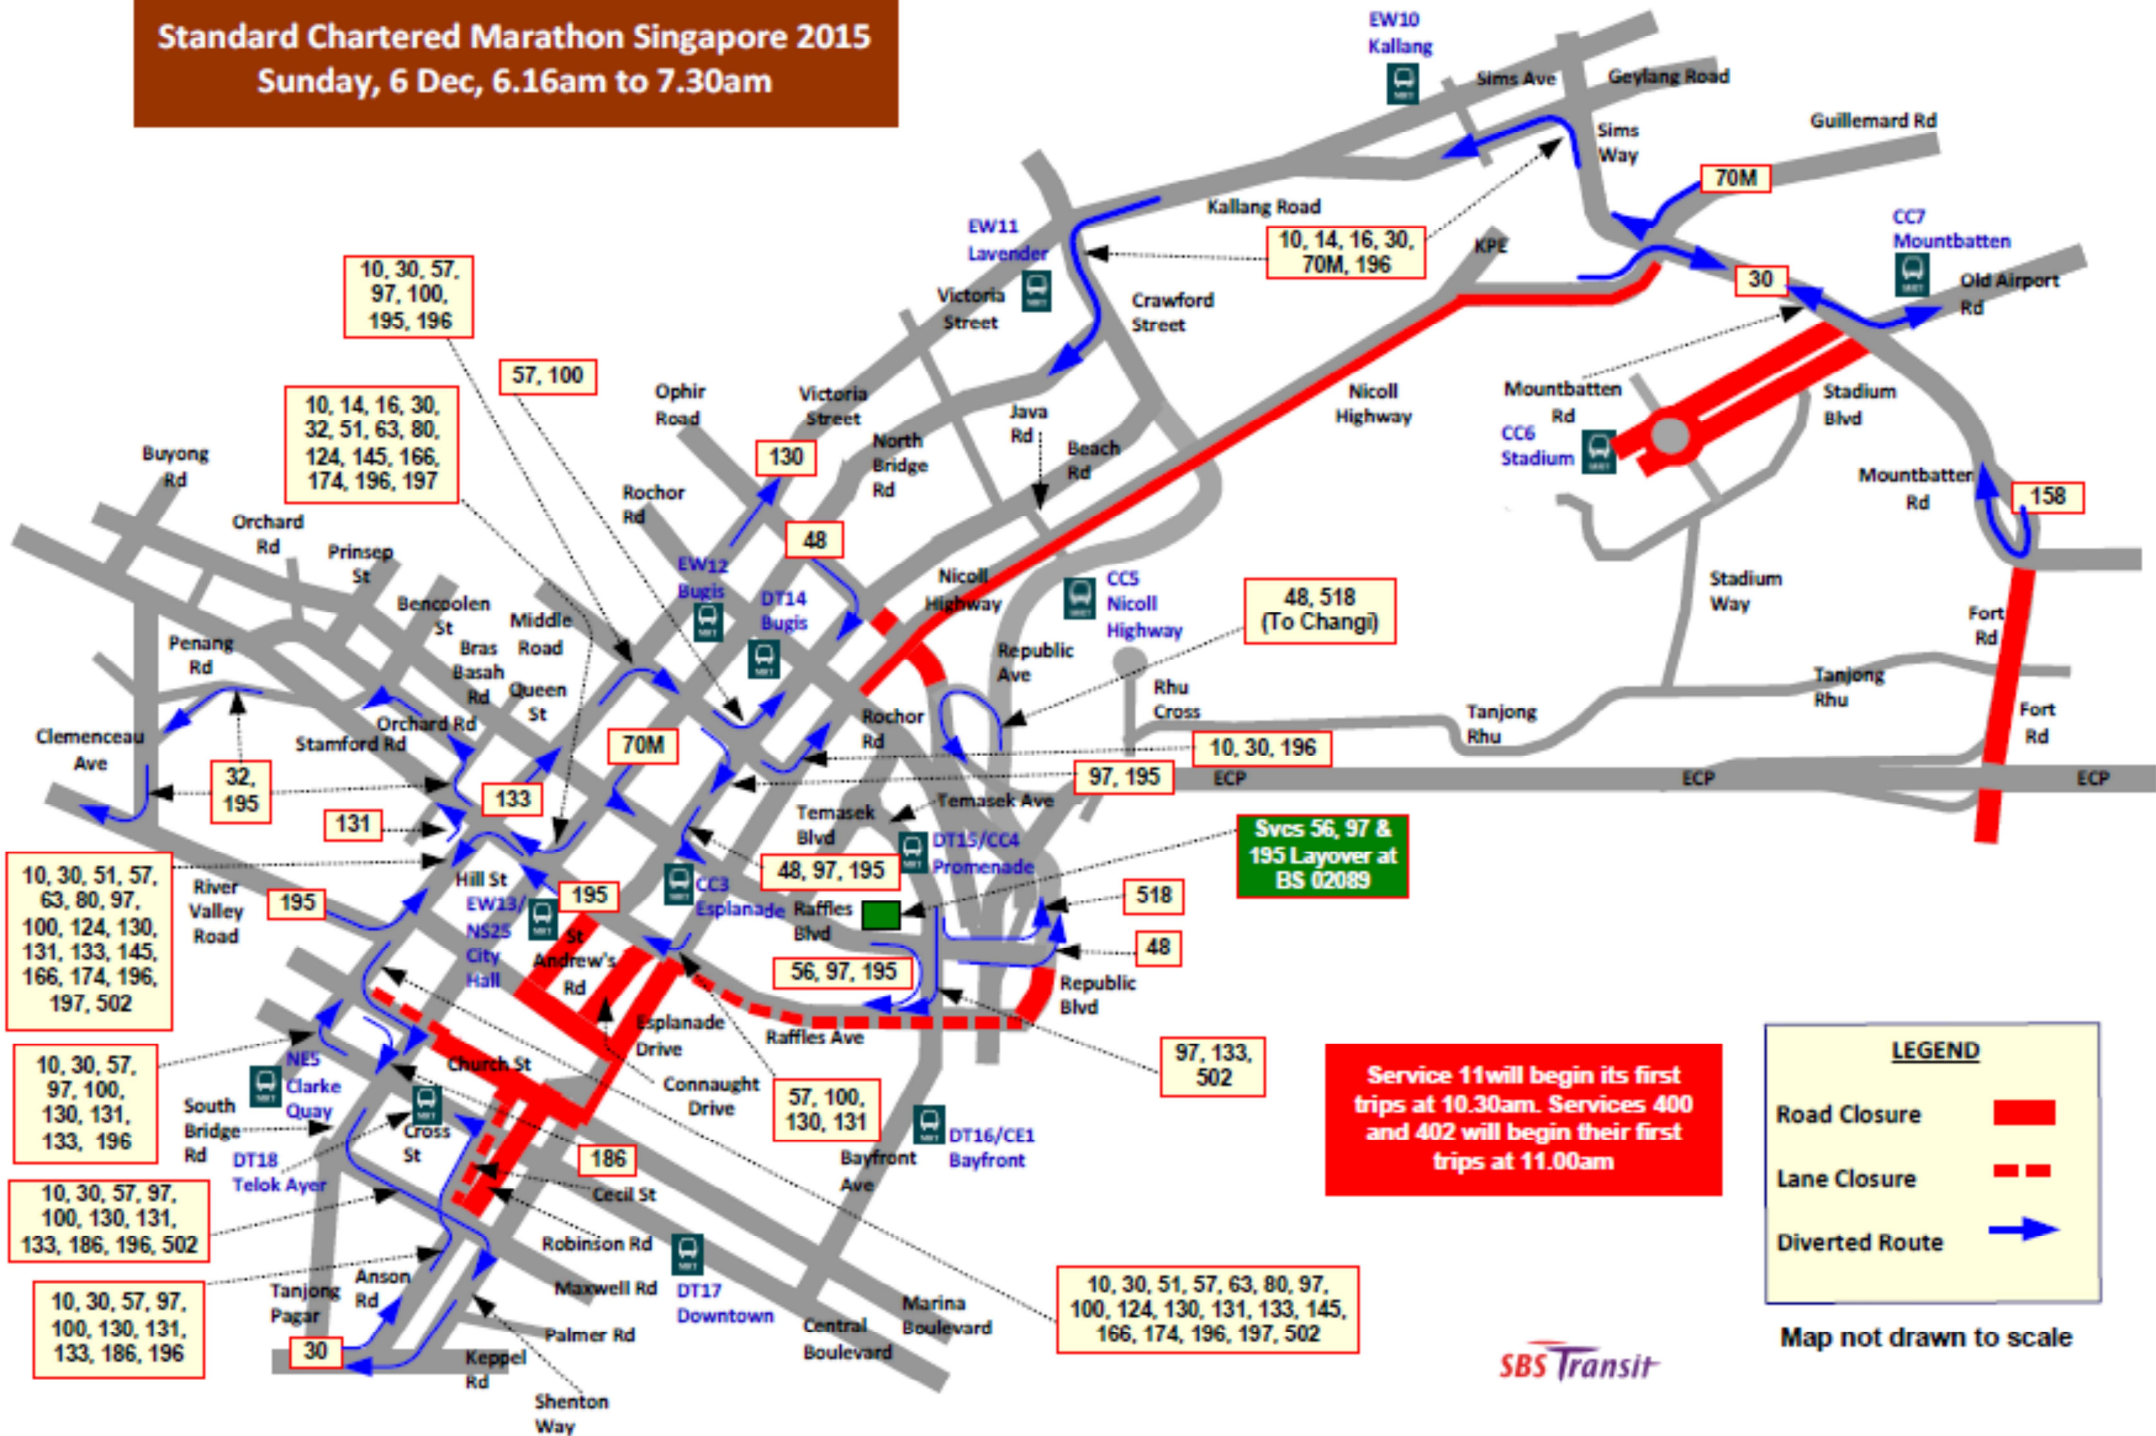 Standard Chartered Marathon Singapore 2015
Sunday, 6 Dec, 6.16am to 7.30am
EW10
Kallang
Sims Ave
Geylang Road
Sims
Way
Guillemard Rd
70M
Kallang Road
EW11
Lavender
10, 14, 16, 30,
70M, 196
KPE
CC7
Mountbatten
30
Old Airport
Rd
10, 30, 57,
97, 100,
195, 196
Victoria
Street
Crawford
Street
57, 100
Ophir
Road
Victoria
Street
10, 14, 16, 30,
32, 51, 63, 80,
124, 145, 166,
174, 196, 197
Java
Rd
Nicoll
Highway
Mountbatten
Rd
Stadium
Blvd
CC6
Stadium
Buyong
Rd
130
North
Bridge
Rd
Beach
Rd
Mountbatten
Rd
158
Rochor
Rd
Orchard
Rd
Prinsep
St
48
EW12
Bugis
DT14
Bugis
Nicoll
Highway
CC5
Nicoll
Highway
48, 518
(To Changi)
Stadium
Way
Fort
Rd
Bencoolen
St
Middle
Road
Penang
Rd
Bras
Basah
Rd
Queen
St
Republic
Ave
Rhu
Cross
Tanjong
Rhu
Tanjong
Rhu
Fort
Rd
Clemenceau
Ave
Orchard Rd
Stamford Rd
70M
Rochor
Rd
10, 30, 196
32,
195
133
97, 195
ECP
ECP
ECP
131
Temasek
Blvd
Temasek Ave
DT15/CC4
Promenade
Svcs 56, 97 &
195 Layover at
BS 02089
10, 30, 51, 57,
63, 80, 97,
100, 124, 130,
131, 133, 145,
166, 174, 196,
197, 502
River
Valley
Road
195
Hill St
EW13/
NS25
City
Hall
195
CC3
Esplanade
48, 97, 195
Raffles
Blvd
518
48
St
Andrew's
Rd
56, 97, 195
Republic
Blvd
Esplanade
Drive
Raffles Ave
97, 133,
502
10, 30, 57,
97, 100,
130, 131,
133, 196
NE5
Clarke
Quay
Church St
Connaught
Drive
57, 100,
130, 131
Service 11will begin its first
trips at 10.30am. Services 400
and 402 will begin their first
trips at 11.00am
LEGEND
Road Closure
Lane Closure
Diverted Route
South
Bridge
Rd
Cross
St
DT18
Telok Ayer
186
Cecil St
DT16/CE1
Bayfront
Bayfront
Ave
10, 30, 57, 97,
100, 130, 131,
133, 186, 196, 502
Robinson Rd
Maxwell Rd
DT17
Downtown
10, 30, 57, 97,
100, 130, 131,
133, 186, 196
Tanjong
Pagar
Anson
Rd
30
Palmer Rd
Keppel
Rd
Shenton
Way
Central
Boulevard
Marina
Boulevard
10, 30, 51, 57, 63, 80, 97,
100, 124, 130, 131, 133, 145,
166, 174, 196, 197, 502
SBS Transit
Map not drawn to scale